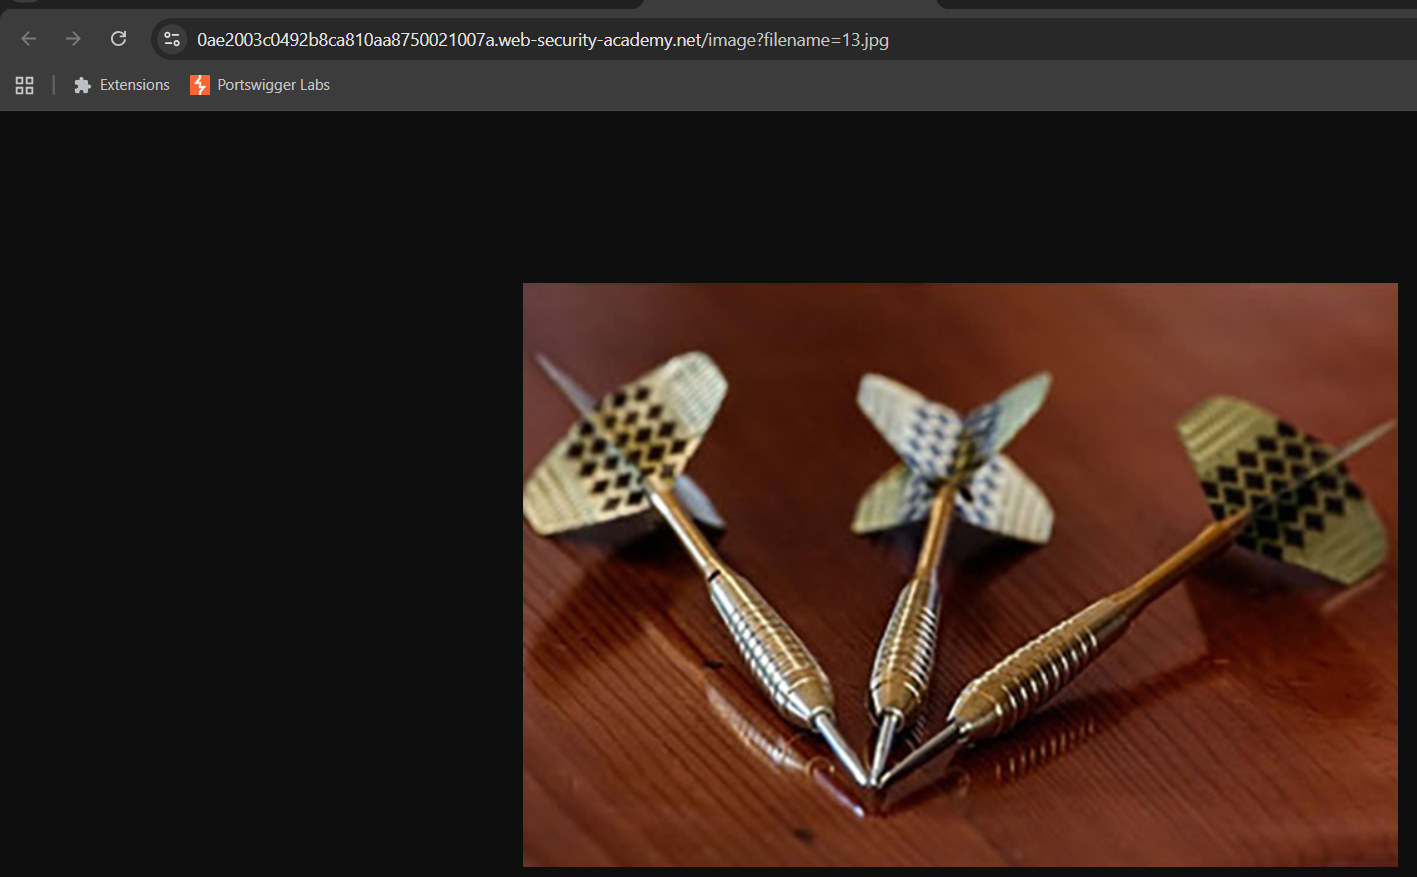 0ae2003c0492b8ca810aa8750021007a.web-security-academy.net/image?filename=13.jpg
Extensions
Portswigger Labs